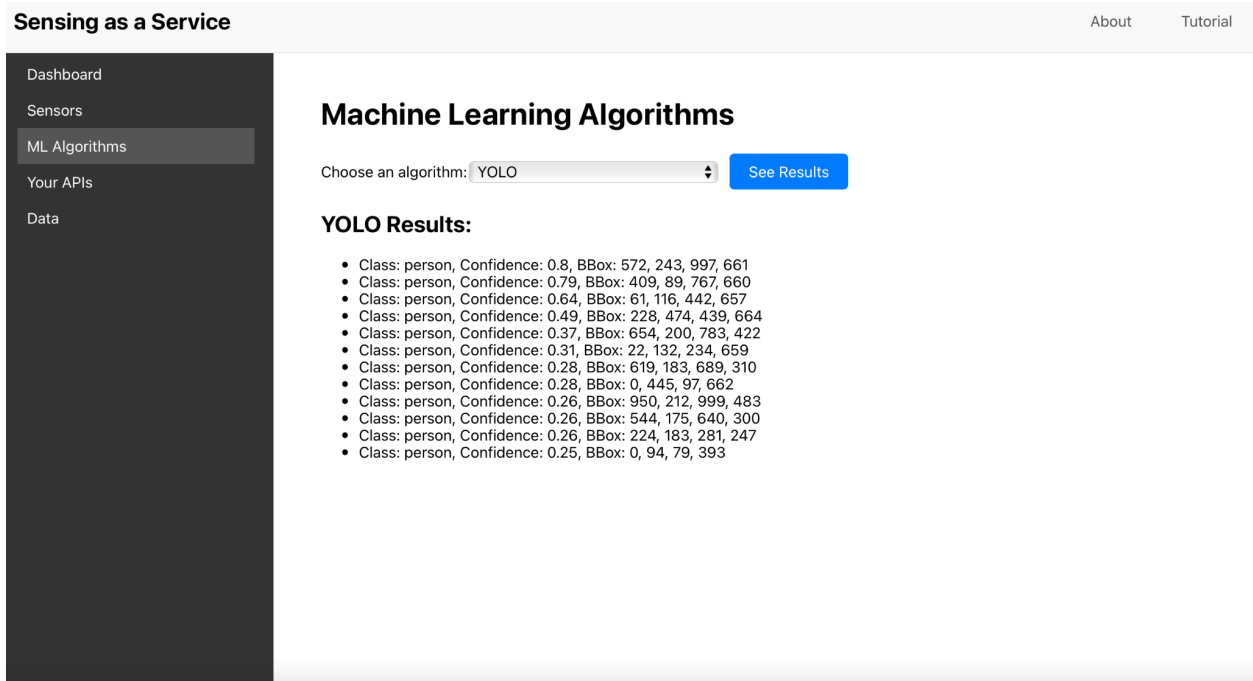 Sensing as a Service
About
Tutorial
Dashboard
Sensors
ML Algorithms
Your APIs
Data
Machine Learning Algorithms
Choose an algorithm: YOLO
See Results
YOLO Results:
Class: person, Confidence: 0.8, BBox: 572, 243, 997, 661
Class: person, Confidence: 0.79, BBox: 409, 89, 767, 660
Class: person, Confidence: 0.64, BBox: 61, 116, 442, 657
Class: person, Confidence: 0.49, BBox: 228, 474, 439, 664
Class: person, Confidence: 0.37, BBox: 654, 200, 783, 422
Class: person, Confidence: 0.31, BBox: 22, 132, 234, 659
Class: person, Confidence: 0.28, BBox: 619, 183, 689, 310
Class: person, Confidence: 0.28, BBox: 0, 445, 97, 662
Class: person, Confidence: 0.26, BBox: 950, 212, 999, 483
Class: person, Confidence: 0.26, BBox: 544, 175, 640, 300
Class: person, Confidence: 0.26, BBox: 224, 183, 281, 247
Class: person, Confidence: 0.25, BBox: 0, 94, 79, 393